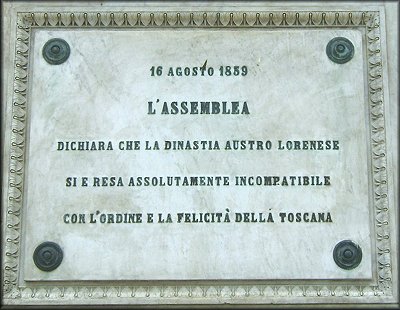 16 AGOSTO 1859
L'ASSEMBLEA
DICHIARA CHE LA DINASTIA AUSTRO LORENESE
SI E RESA ASSOLUTAMENTE INCOMPATIBILE
CON L'ORDINE E LA FELICITÀ DELLA TOSCANA